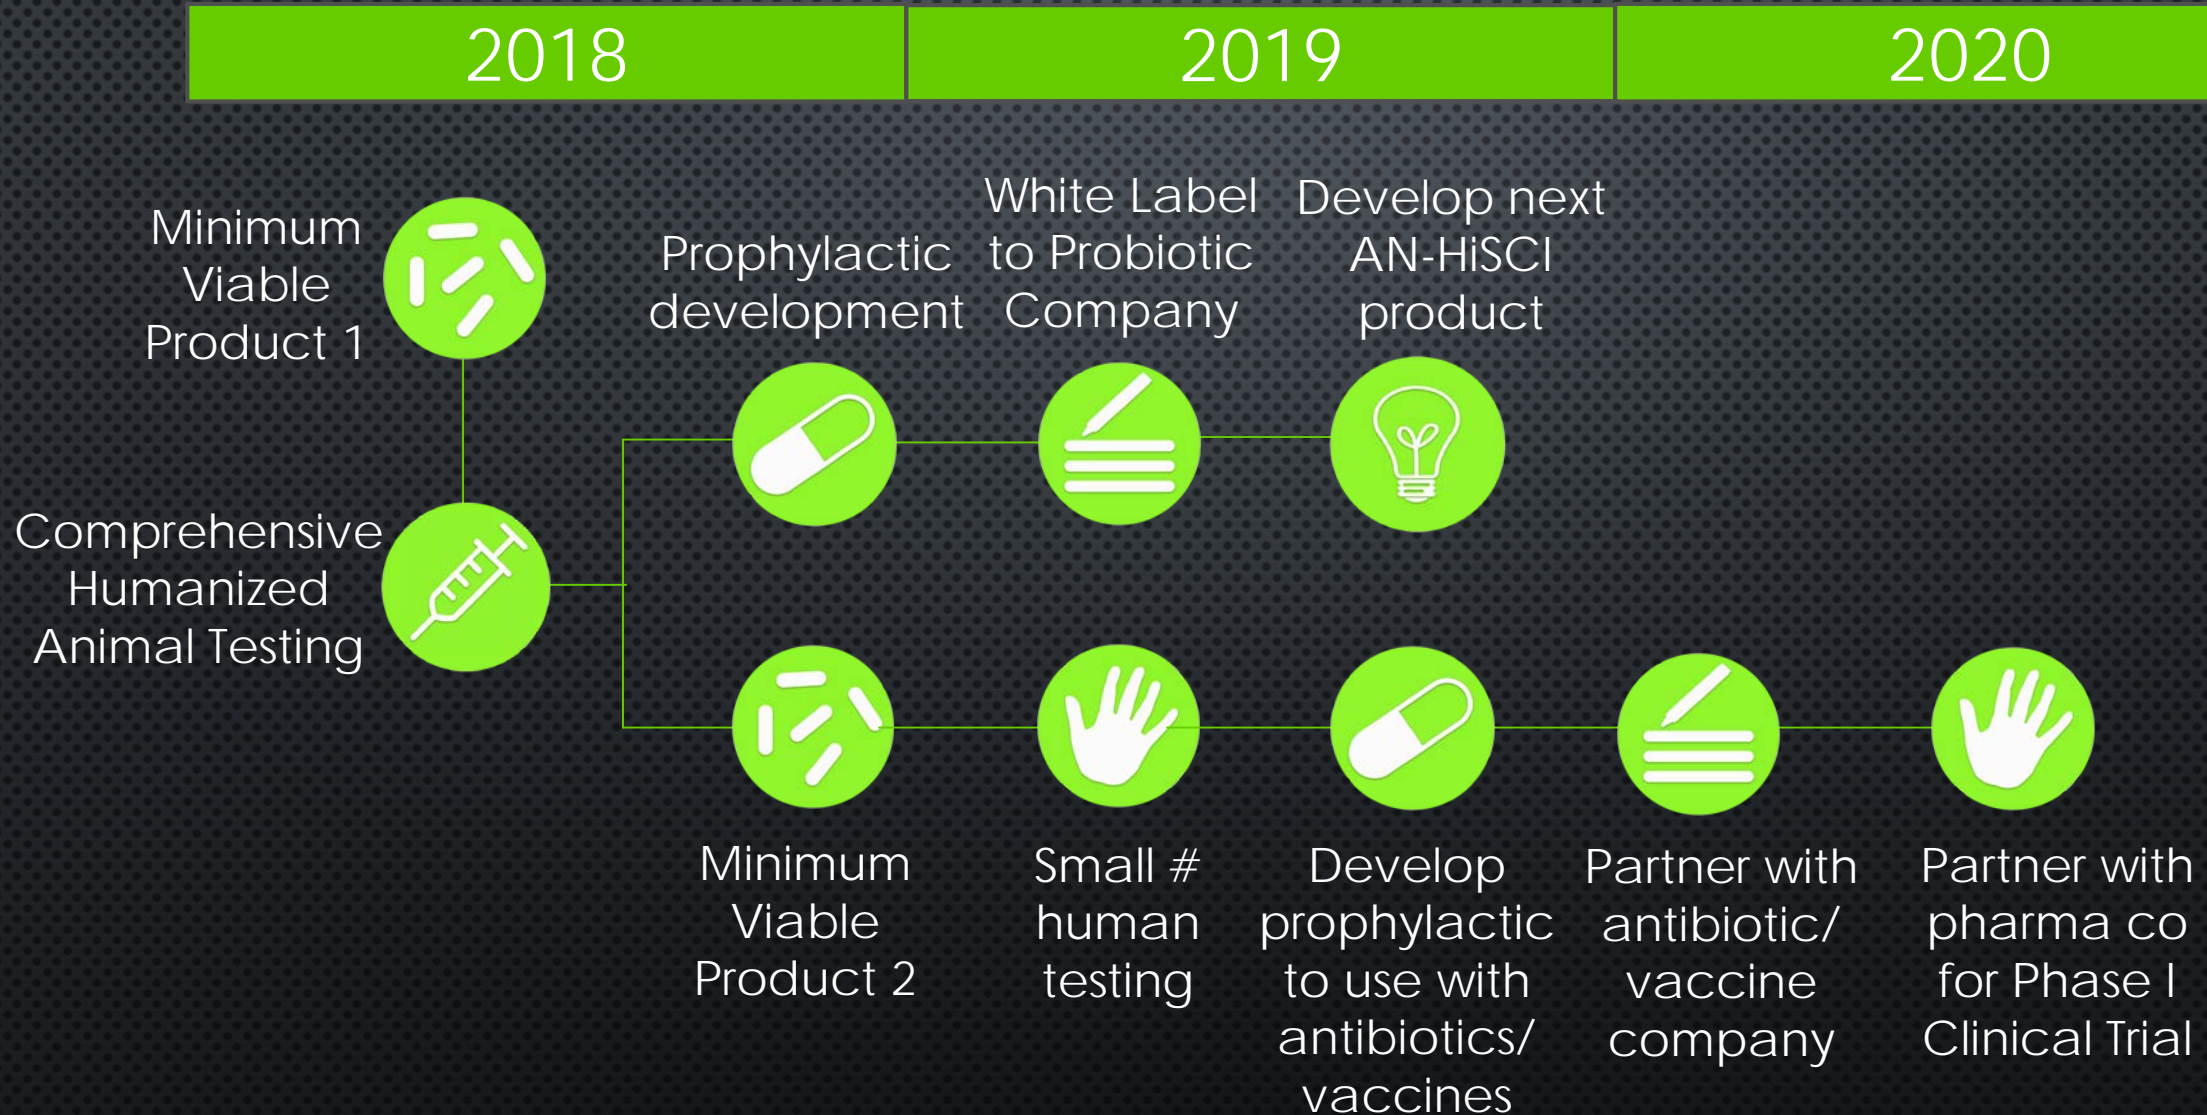 2018
2019
2020
Minimum
Viable
Product 1
Prophylactic
development
White Label
to Probiotic
Company
Develop next
AN-HiSCI
product
Comprehensive
Humanized
Animal Testing
Minimum
Viable
Product 2
Small #
human
testing
Develop
prophylactic
to use with
antibiotics/
vaccines
Partner with
antibiotic/
vaccine
company
Partner with
pharma co
for Phase I
Clinical Trial